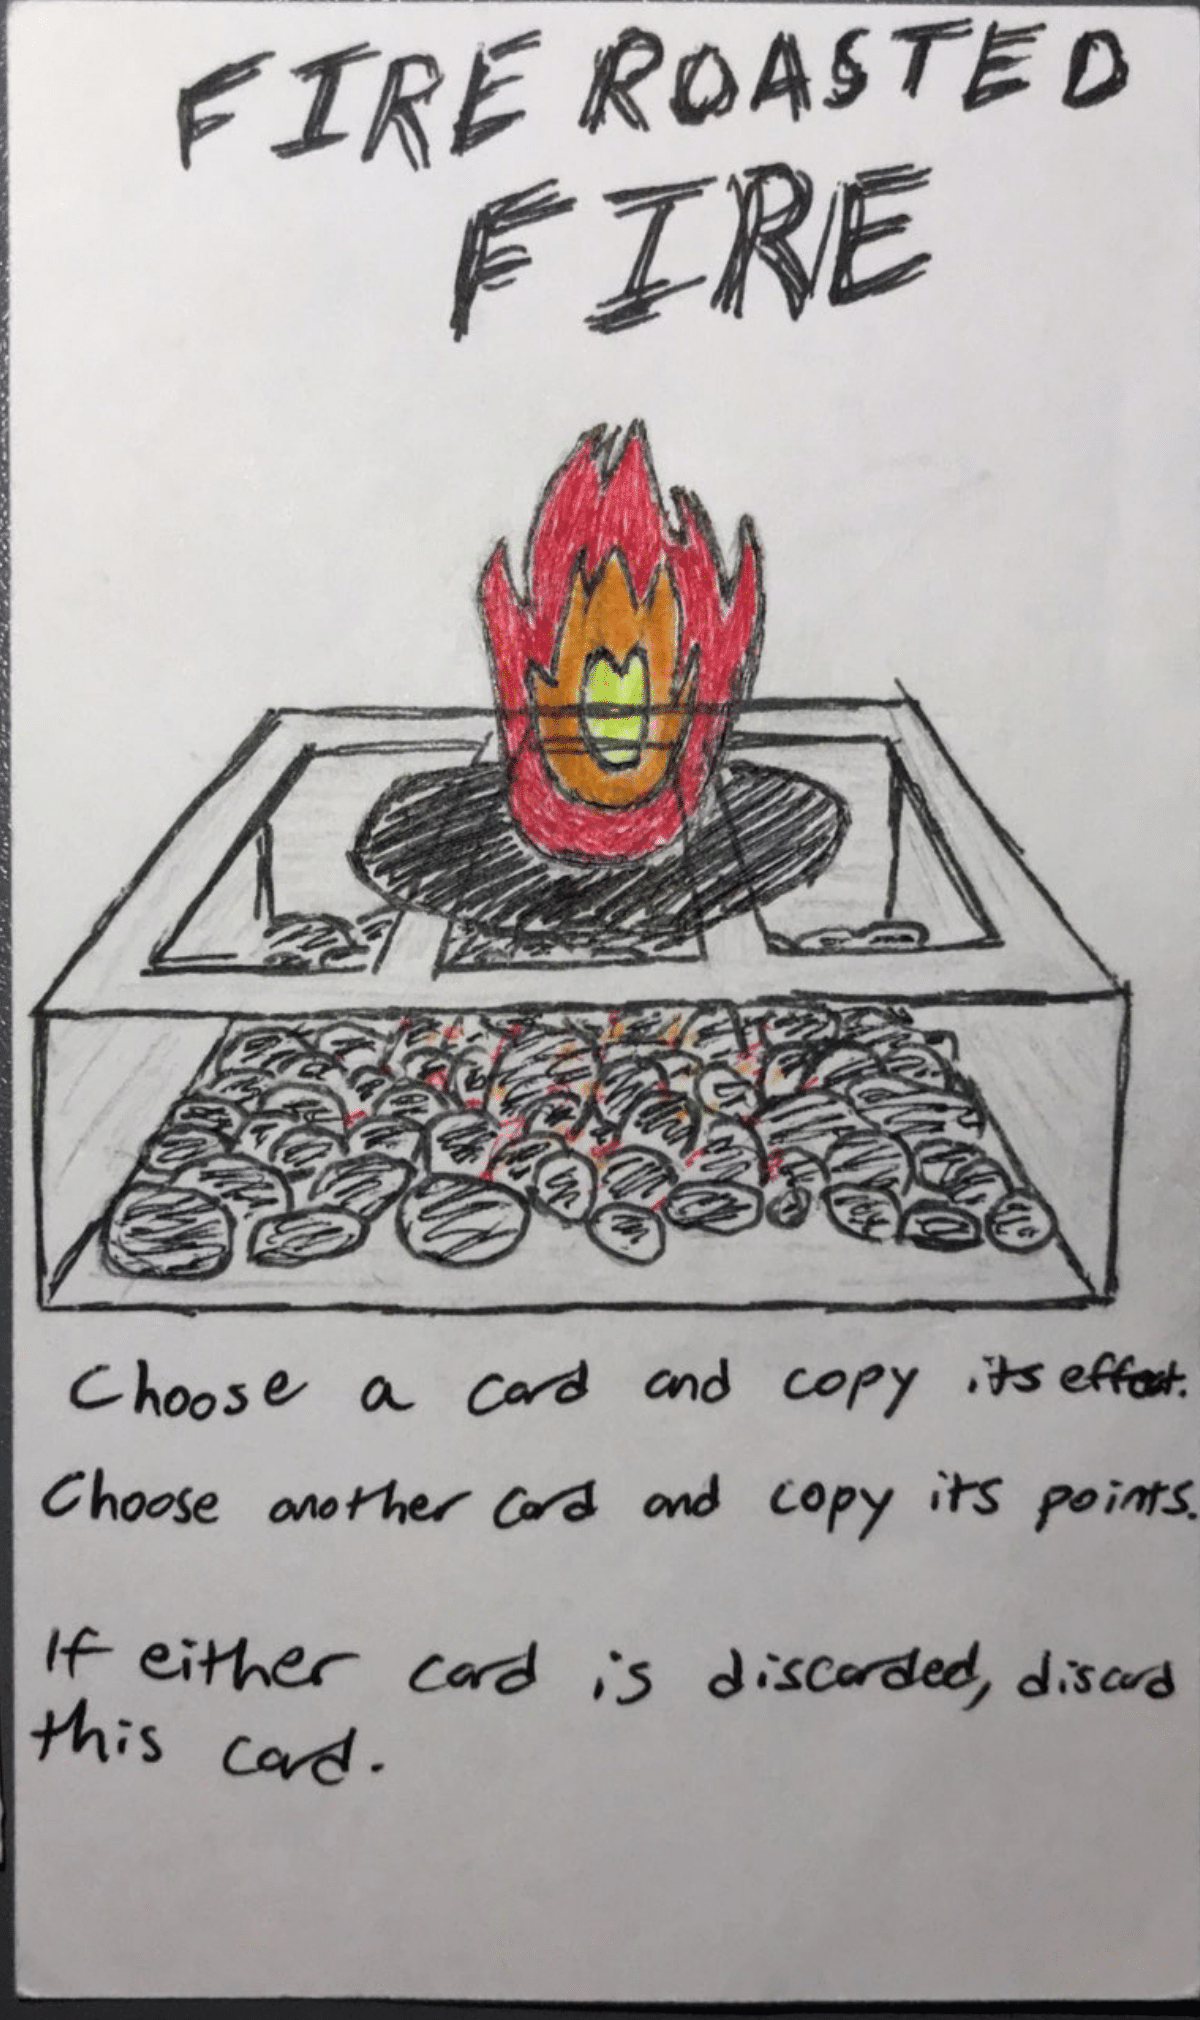 FIRE ROASTED
FIRE
Choose a card and copy its effect.
Choose another card and copy its points.
If either card is discarded, discard
this card.